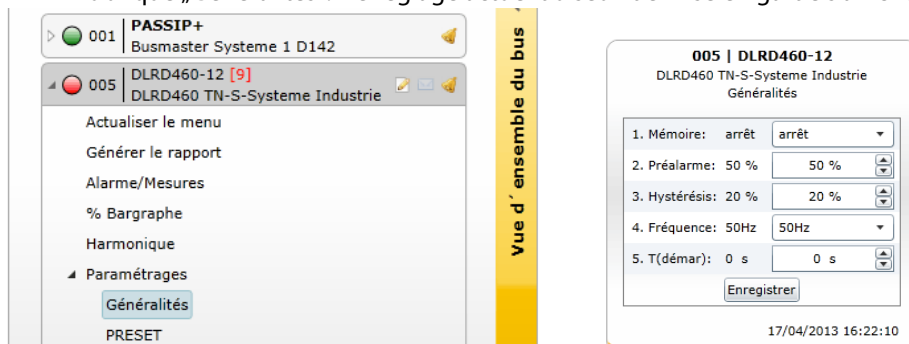 001 PASSIP+
Busmaster Systeme 1 D142
005 DLRD460-12 [9]
DLRD460 TN-S-Systeme Industrie
Actualiser le menu
Générer le rapport
Alarme/Mesures
% Bargraphe
Harmonique
Paramétrages
Généralités
PRESET
Vue d´ensemble du bus
005 | DLRD460-12
DLRD460 TN-S-Systeme Industrie
Généralités
1. Mémoire: arrêt arrêt
2. Préalarme: 50 % 50 %
3. Hystérésis: 20 % 20 %
4. Fréquence: 50Hz 50Hz
5. T(démar): 0 s 0 s
Enregistrer
17/04/2013 16:22:10